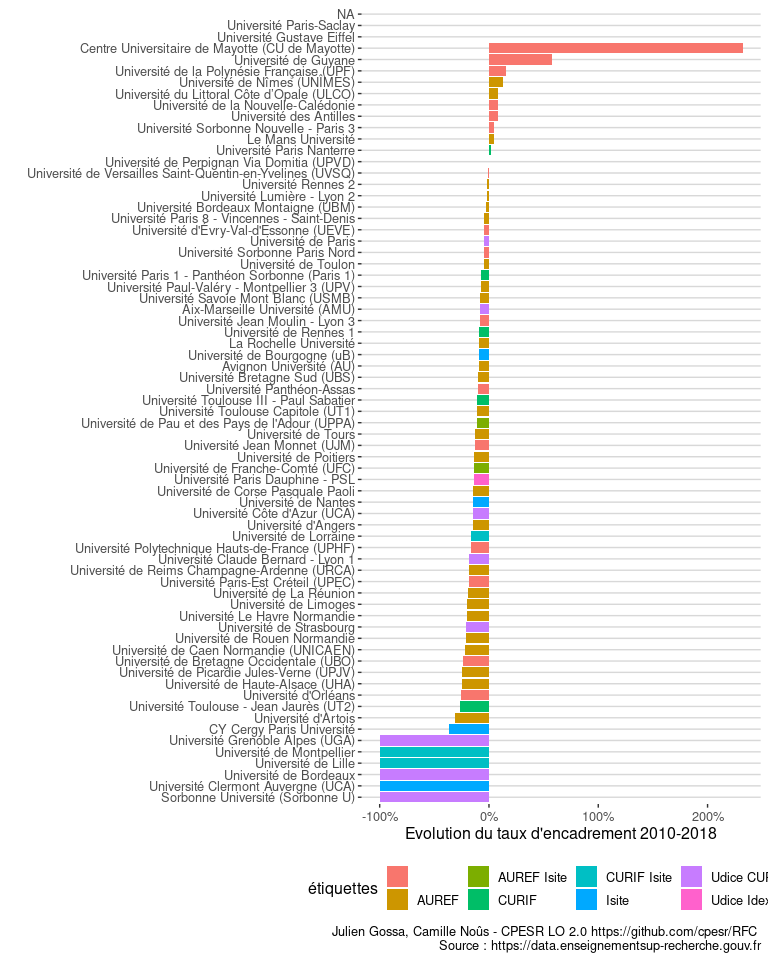 NA
Université Paris-Saclay
Université Gustave Eiffel
Centre Universitaire de Mayotte (CU de Mayotte)
Université de Guyane
Université de la Polynésie Française (UPF)
Université de Nîmes (UNIMES)
Université du Littoral Côte d'Opale (ULCO)
Université de la Nouvelle-Calédonie
Université des Antilles
Université Sorbonne Nouvelle - Paris 3
Le Mans Université
Université Paris Nanterre
Université de Perpignan Via Domitia (UPVD)
Université de Versailles Saint-Quentin-en-Yvelines (UVSQ)
Université Rennes 2
Université Lumière - Lyon 2
Université Bordeaux Montaigne (UBM)
Université Paris 8 - Vincennes - Saint-Denis
Université d'Évry-Val-d'Essonne (UEVE)
Université de Paris
Université Sorbonne Paris Nord
Université de Toulon
Université Paris 1 - Panthéon Sorbonne (Paris 1)
Université Paul-Valéry - Montpellier 3 (UPV)
Université Savoie Mont Blanc (USMB)
Aix-Marseille Université (AMU)
Université Jean Moulin - Lyon 3
Université de Rennes 1
La Rochelle Université
Université de Bourgogne (uB)
Avignon Université (AU)
Université Bretagne Sud (UBS)
Université Panthéon-Assas
Université Toulouse III - Paul Sabatier
Université Toulouse Capitole (UT1)
Université de Pau et des Pays de l'Adour (UPPA)
Université de Tours
Université Jean Monnet (UJM)
Université de Poitiers
Université de Franche-Comté (UFC)
Université Paris Dauphine - PSL
Université de Corse Pasquale Paoli
Université de Nantes
Université Côte d'Azur (UCA)
Université d'Angers
Université de Lorraine
Université Polytechnique Hauts-de-France (UPHF)
Université Claude Bernard - Lyon 1
Université de Reims Champagne-Ardenne (URCA)
Université Paris-Est Créteil (UPEC)
Université de La Réunion
Université de Limoges
Université Le Havre Normandie
Université de Strasbourg
Université de Rouen Normandie
Université de Caen Normandie (UNICAEN)
Université de Bretagne Occidentale (UBO)
Université de Picardie Jules-Verne (UPJV)
Université de Haute-Alsace (UHA)
Université d'Orléans
Université Toulouse - Jean Jaurès (UT2)
Université d'Artois
CY Cergy Paris Université
Université Grenoble Alpes (UGA)
Université de Montpellier
Université de Lille
Université de Bordeaux
Université Clermont Auvergne (UCA)
Sorbonne Université (Sorbonne U)
-100% 0% 100% 200%
Evolution du taux d'encadrement 2010-2018
étiquettes
AUREF Isite CURIF Isite Udice CUR
AUREF CURIF Isite Udice Idex
Julien Gossa, Camille Noûs - CPESR LO 2.0 https://github.com/cpesr/RFC
Source : https://data.enseignementsup-recherche.gouv.fr